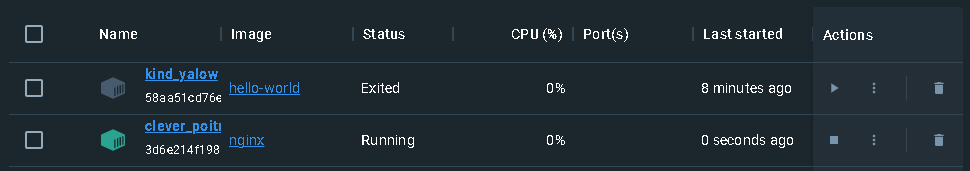 Name Image Status CPU (%) Port(s) Last started Actions
kind_yalow
58aa51cd76e
hello-world Exited 0% 8 minutes ago
clever_poit
3d6e214f198
nginx Running 0% 0 seconds ago